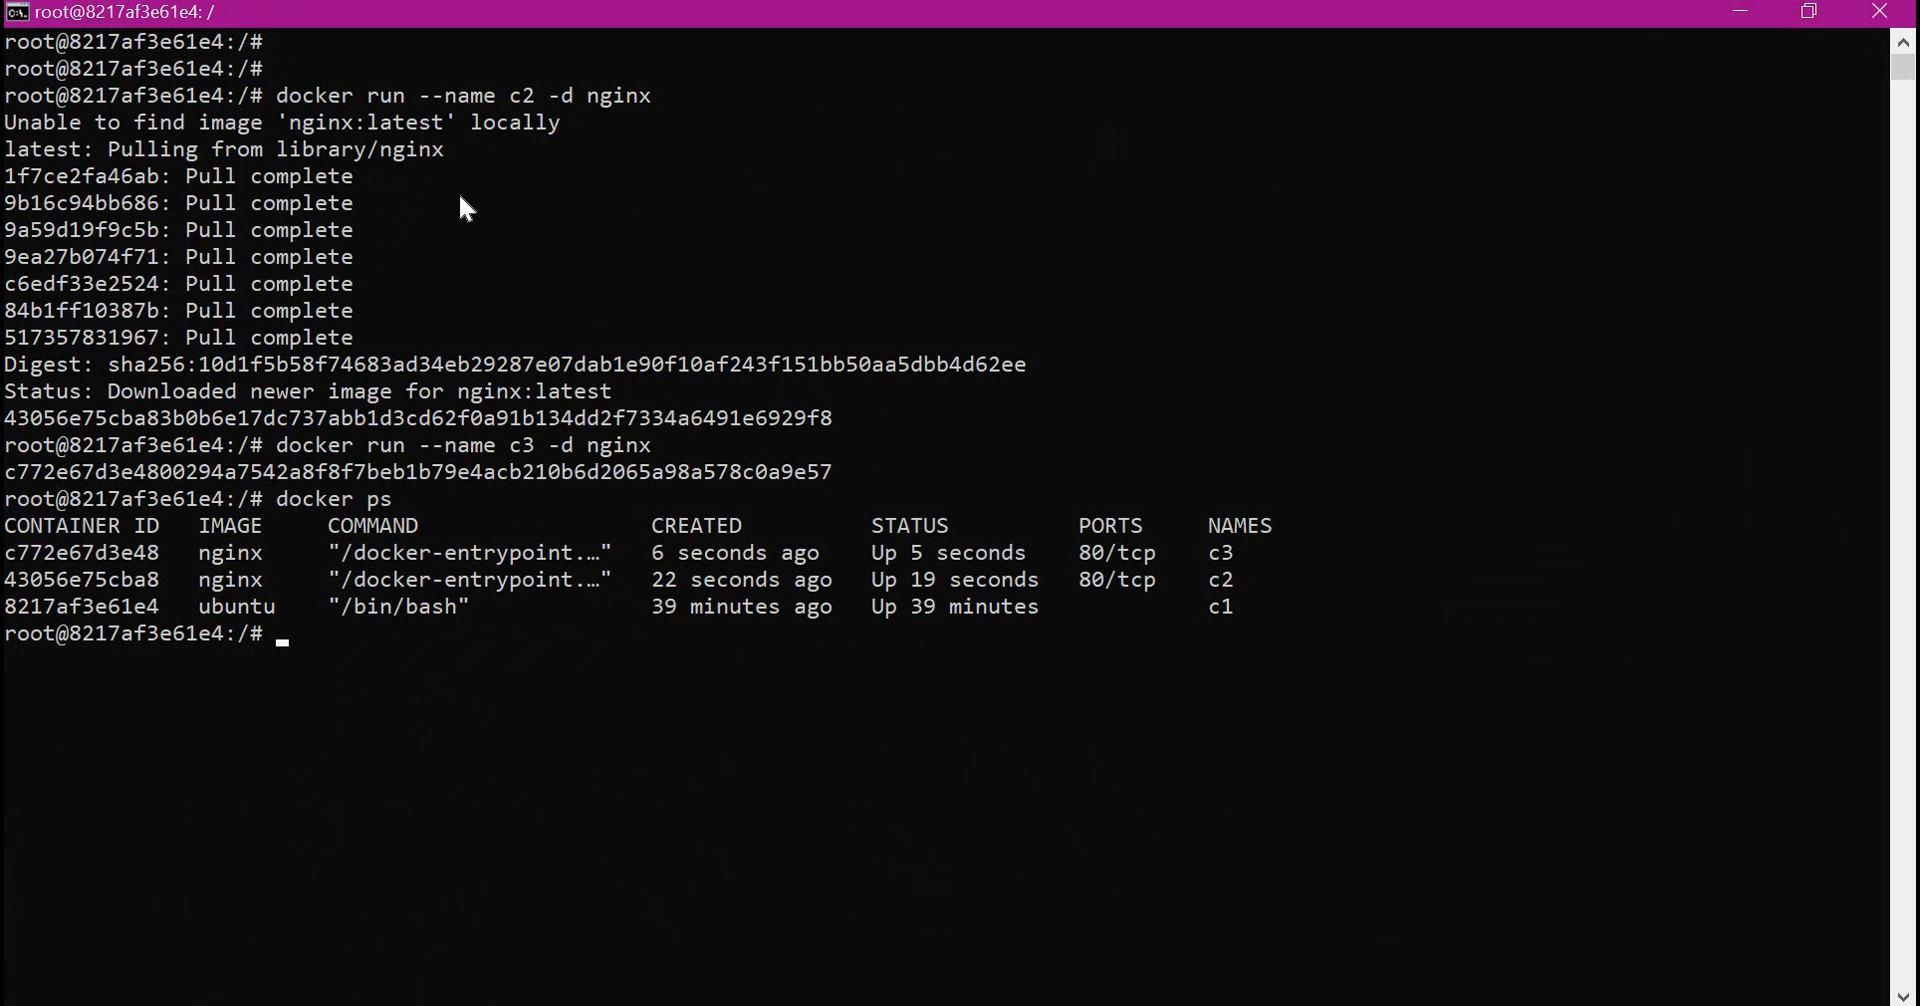 root@8217af3e61e4: /
root@8217af3e61e4:/#
root@8217af3e61e4:/#
root@8217af3e61e4:/# docker run --name c2 -d nginx
Unable to find image 'nginx:latest' locally
latest: Pulling from library/nginx
1f7ce2fa46ab: Pull complete
9b16c94bb686: Pull complete
9a59d19f9c5b: Pull complete
9ea27b074f71: Pull complete
c6edf33e2524: Pull complete
84b1ff10387b: Pull complete
517357831967: Pull complete
Digest: sha256:10d1f5b58f74683ad34eb29287e07dab1e90f10af243f151bb50aa5dbb4d62ee
Status: Downloaded newer image for nginx:latest
43056e75cba83b0b6e17dc737abb1d3cd62f0a91b134dd2f7334a6491e6929f8
root@8217af3e61e4:/# docker run --name c3 -d nginx
c772e67d3e4800294a7542a8f8f7beb1b79e4acb210b6d2065a98a578c0a9e57
root@8217af3e61e4:/# docker ps
CONTAINER ID   IMAGE     COMMAND                  CREATED          STATUS          PORTS     NAMES
c772e67d3e48   nginx     "/docker-entrypoint.…"   6 seconds ago    Up 5 seconds    80/tcp    c3
43056e75cba8   nginx     "/docker-entrypoint.…"   22 seconds ago   Up 19 seconds   80/tcp    c2
8217af3e61e4   ubuntu    "/bin/bash"              39 minutes ago   Up 39 minutes             c1
root@8217af3e61e4:/#